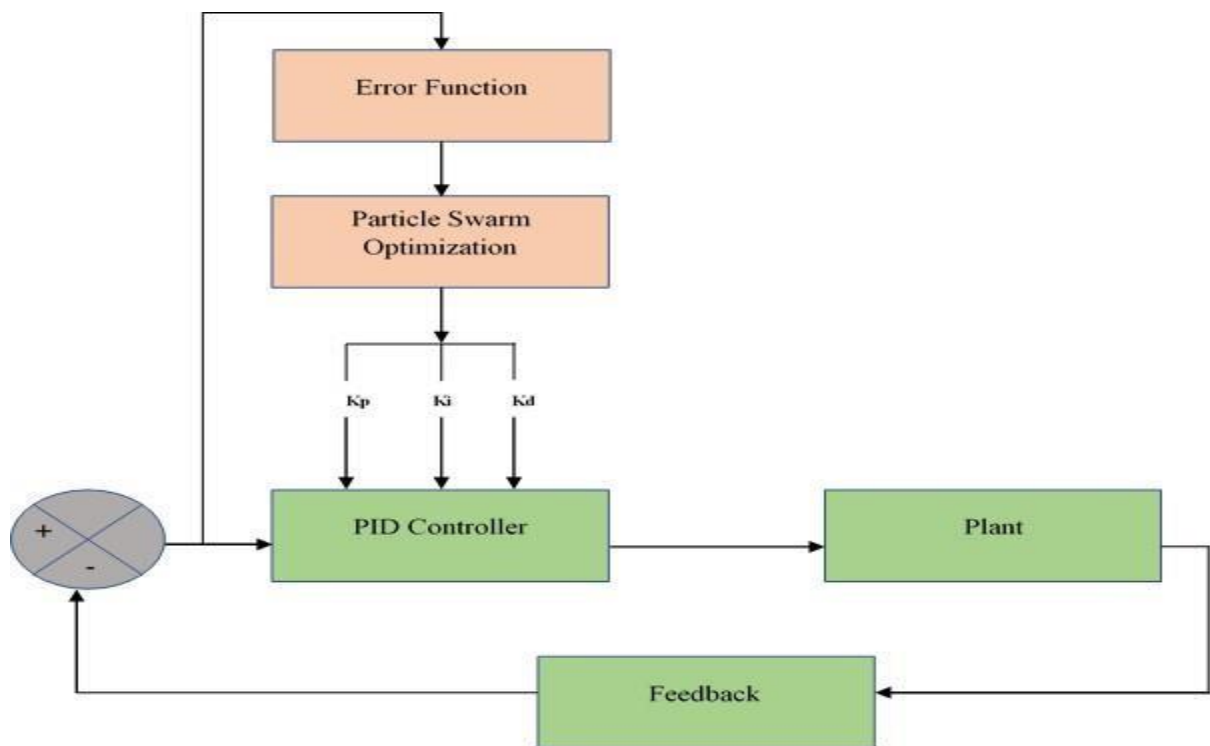 Error Function
Particle Swarm
Optimization
Kp Ki Kd
+
-
PID Controller
Plant
Feedback